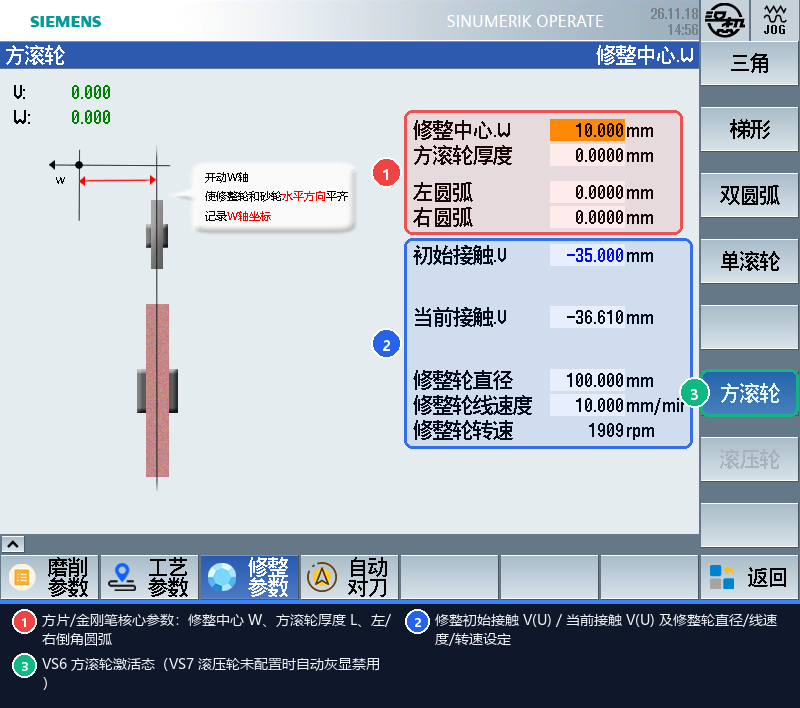 SIEMENS
SINUMERIK OPERATE
26.11.18
14:56
JOG
方滚轮
修整中心.W
三角
U:
0.000
W:
0.000
梯形
修整中心.W
10.000 mm
方滚轮厚度
0.0000 mm
W
开动W轴
使修整轮和砂轮水平方向平齐
记录W轴坐标
1
左圆弧
0.0000 mm
右圆弧
0.0000 mm
双圆弧
初始接触.U
-35.000 mm
单滚轮
当前接触.U
-36.610 mm
2
修整轮直径
100.000 mm
修整轮线速度
10.000 mm/min
修整轮转速
1909 rpm
3
方滚轮
滚压轮
磨削
参数
工艺
参数
修整
参数
自动
对刀
返回
1
方片/金刚笔核心参数：修整中心 W、方滚轮厚度 L、左/
右倒角圆弧
2
修整初始接触 V(U) / 当前接触 V(U) 及修整轮直径/线速
度/转速设定
3
VS6 方滚轮激活态（VS7 滚压轮未配置时自动灰显禁用
）